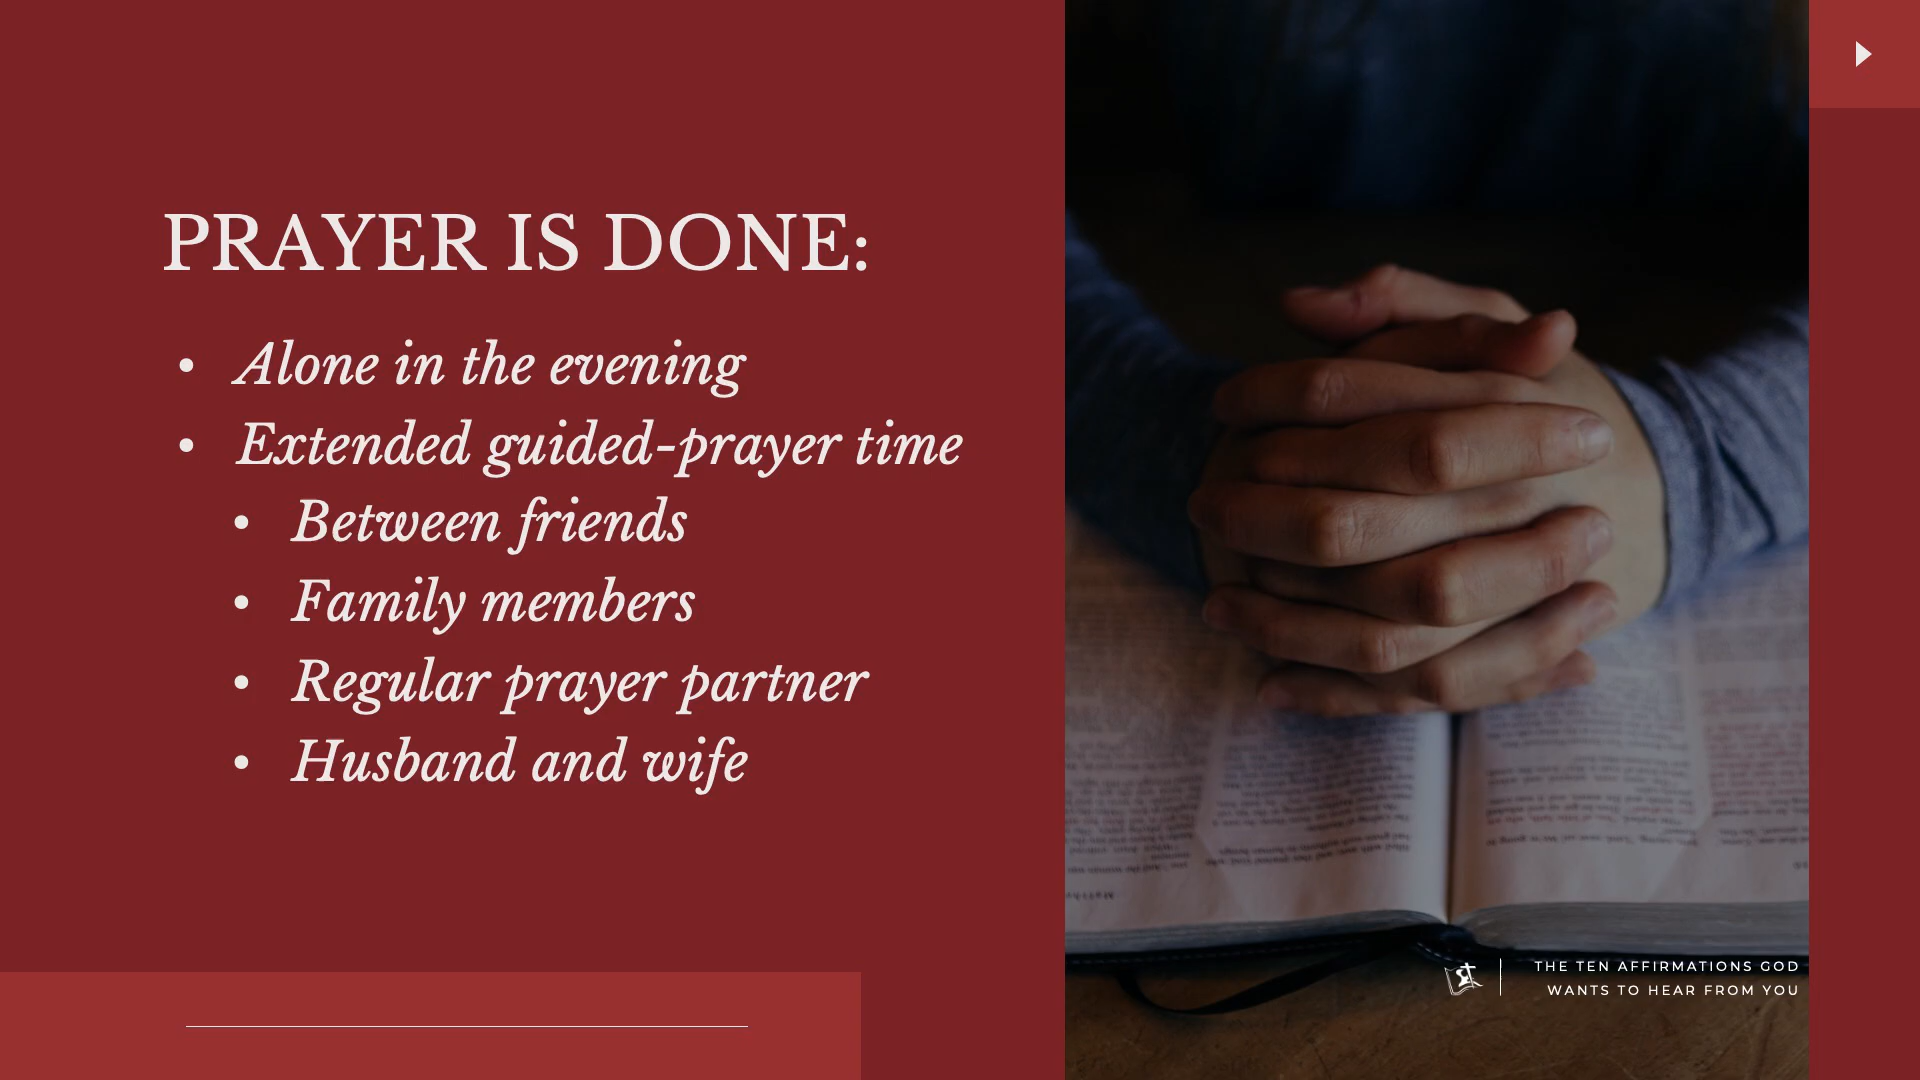 PRAYER IS DONE:
• Alone in the evening
• Extended guided-prayer time
• Between friends
• Family members
• Regular prayer partner
• Husband and wife
THE TEN AFFIRMATIONS GOD
WANTS TO HEAR FROM YOU